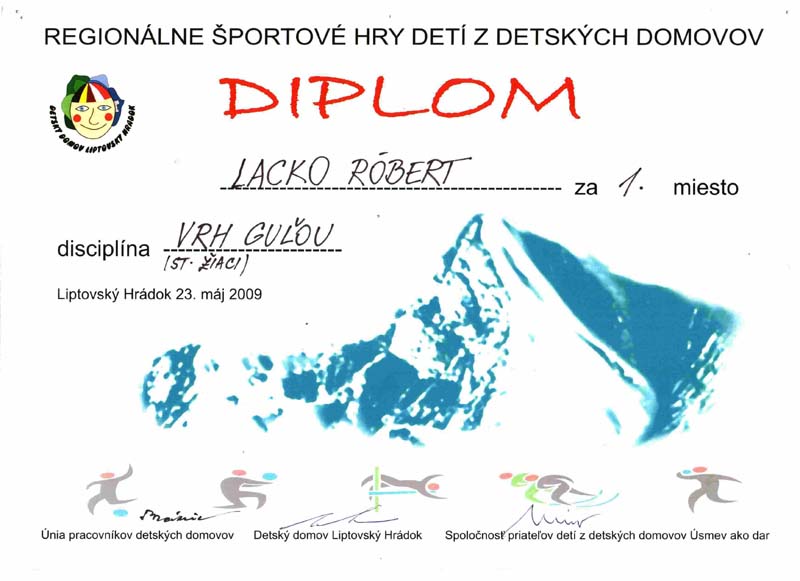 REGIONÁLNE ŠPORTOVÉ HRY DETÍ Z DETSKÝCH DOMOVOV
DIPLOM
DETSKÝ DOMOV LIPTOVSKÝ HRÁDOK
LACKO RÓBERT za 1. miesto
disciplína VRH GUĽOU
(ST. ŽIACI)
Liptovský Hrádok 23. máj 2009
Únia pracovníkov detských domovov Detský domov Liptovský Hrádok Spoločnosť priateľov detí z detských domovov Úsmev ako dar